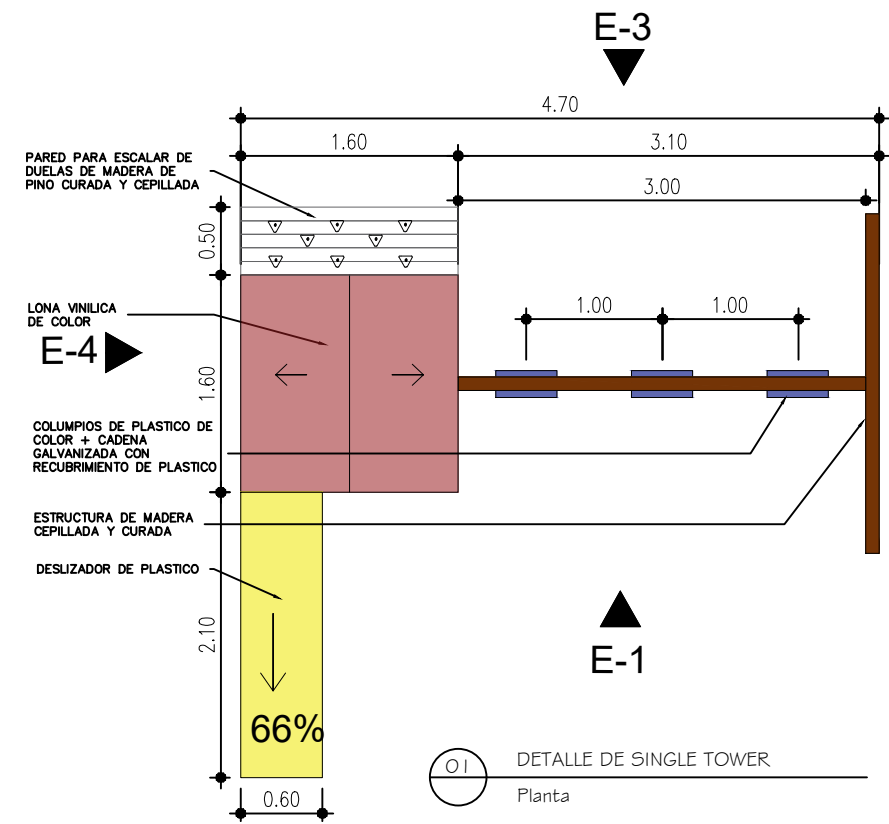 E-3
4.70
1.60
3.10
PARED PARA ESCALAR DE
DUELAS DE MADERA DE
PINO CURADA Y CEPILLADA
3.00
0.50
LONA VINILICA
DE COLOR
1.00
1.00
E-4
1.60
COLUMPIOS DE PLASTICO DE
COLOR + CADENA
GALVANIZADA CON
RECUBRIMIENTO DE PLASTICO
ESTRUCTURA DE MADERA
CEPILLADA Y CURADA
DESLIZADOR DE PLASTICO
2.10
E-1
66%
01
DETALLE DE SINGLE TOWER
Planta
0.60